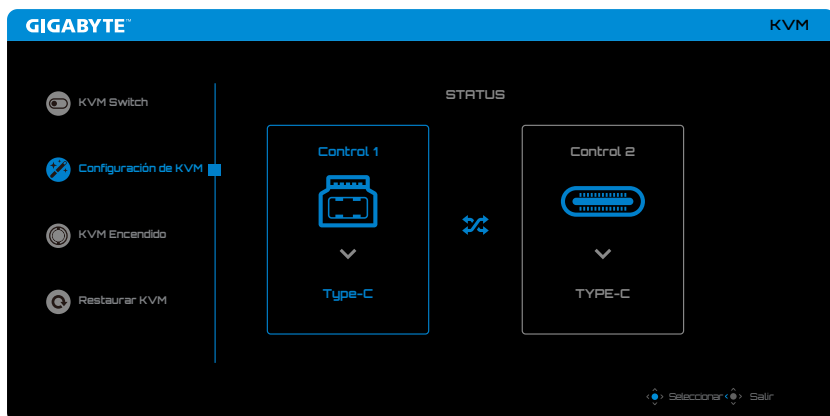 GIGABYTE™
KVM
KVM Switch
Configuración de KVM
KVM Encendido
Restaurar KVM
STATUS
Control 1
Type-C
Control 2
TYPE-C
Seleccionar
Salir